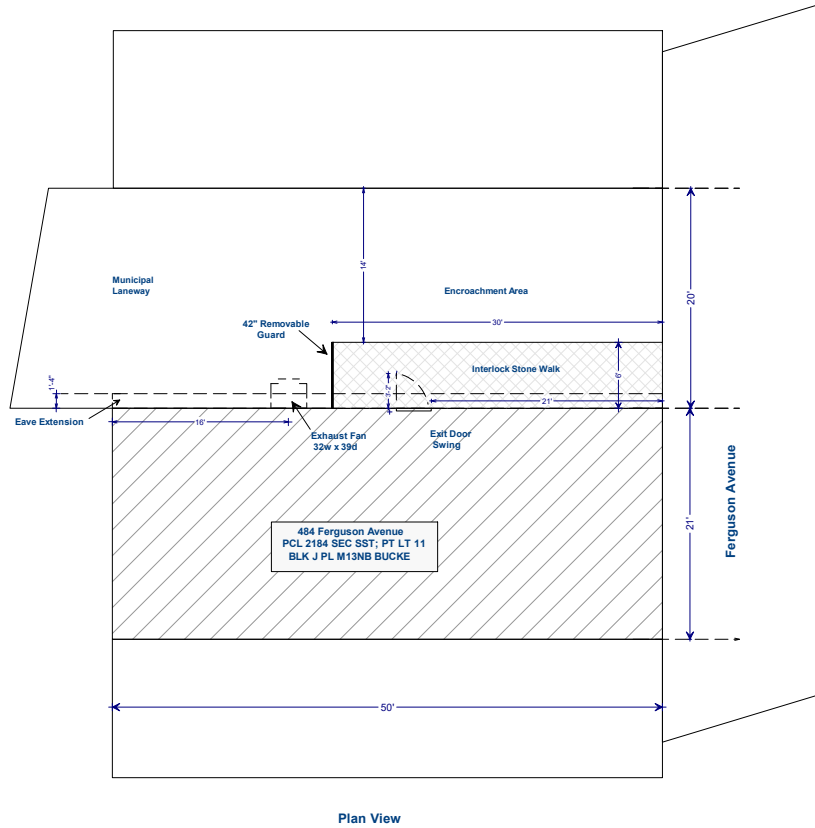 Municipal
Laneway
14'
Encroachment Area
20'
42" Removable
Guard
30'
Interlock Stone Walk
6'
1'-4"
3'-2"
21'
Eave Extension
16'
Exhaust Fan
32w x 39d
Exit Door
Swing
Ferguson Avenue
21'
484 Ferguson Avenue
PCL 2184 SEC SST; PT LT 11
BLK J PL M13NB BUCKE
50'
Plan View